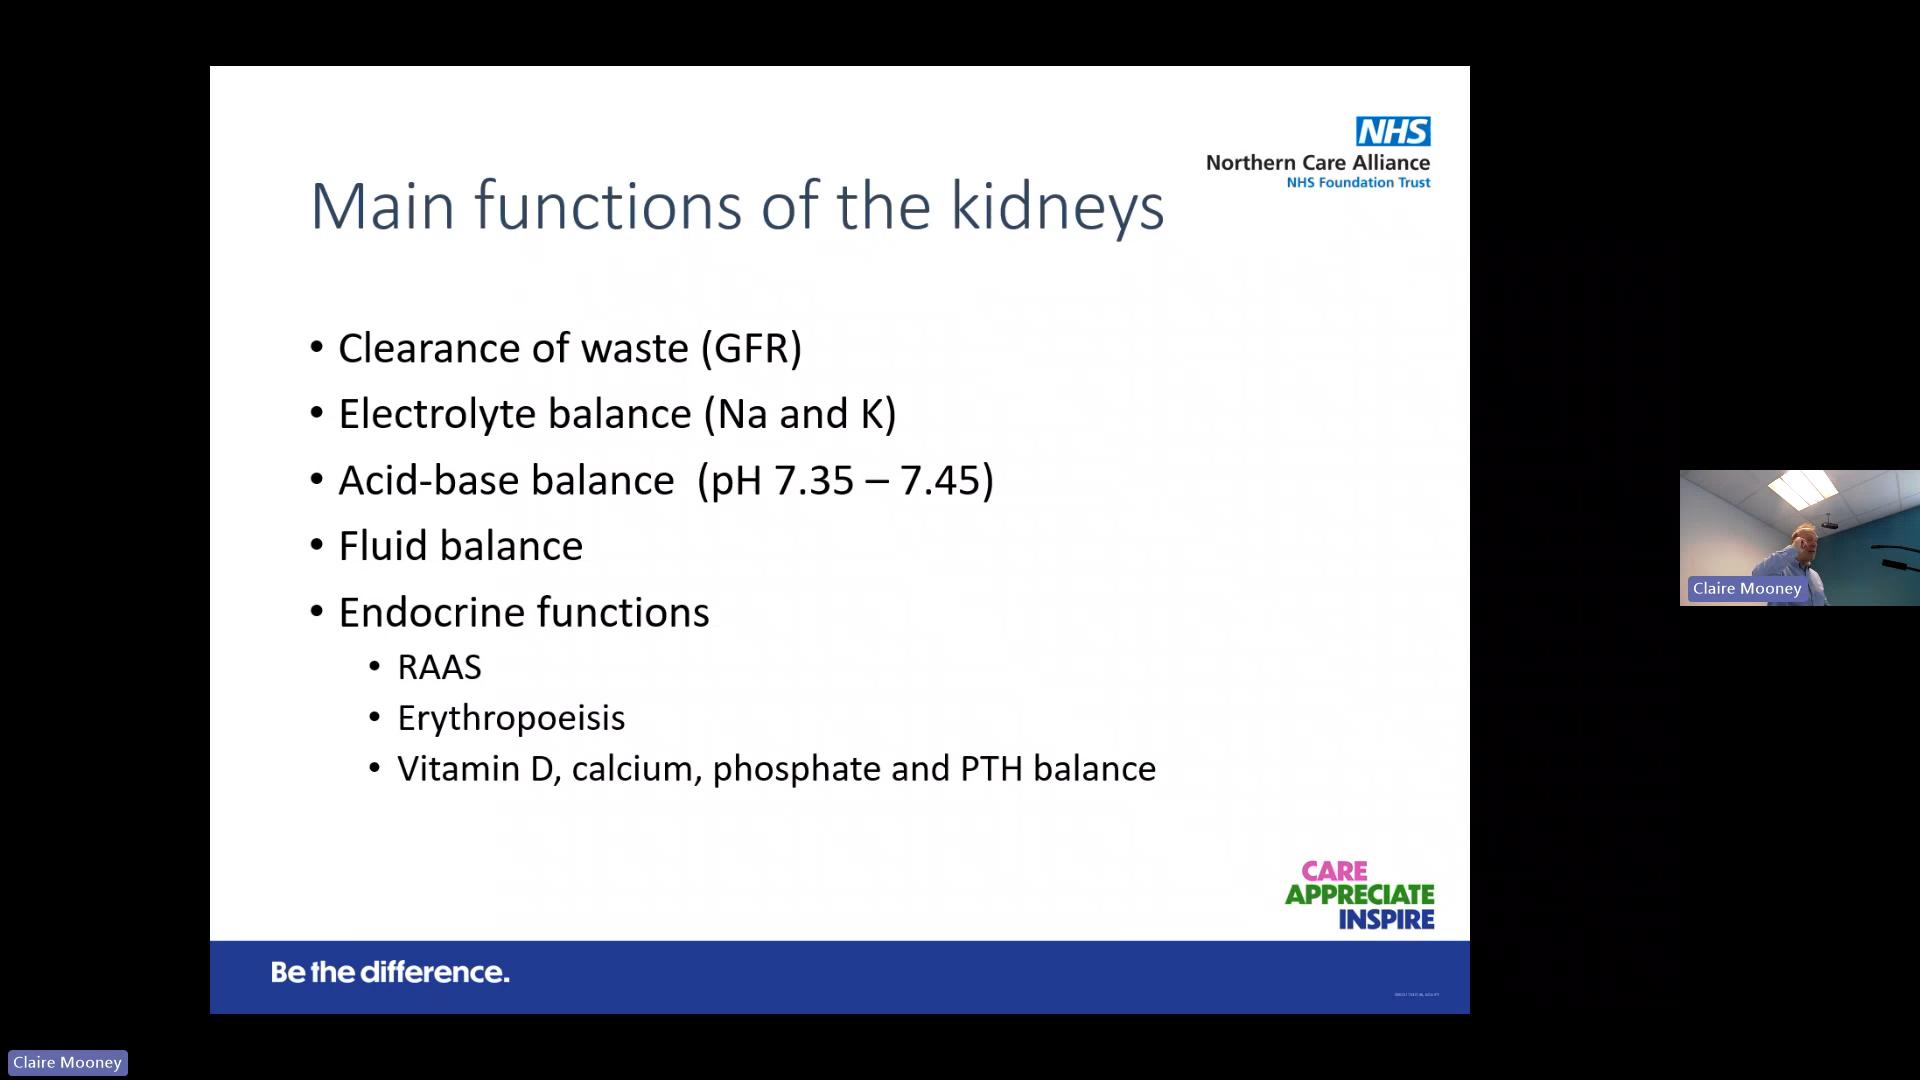 NHS
Northern Care Alliance
NHS Foundation Trust
Main functions of the kidneys
• Clearance of waste (GFR)
• Electrolyte balance (Na and K)
• Acid-base balance  (pH 7.35 – 7.45)
• Fluid balance
• Endocrine functions
• RAAS
• Erythropoeisis
• Vitamin D, calcium, phosphate and PTH balance
CARE
APPRECIATE
INSPIRE
Be the difference.
Claire Mooney
Claire Mooney